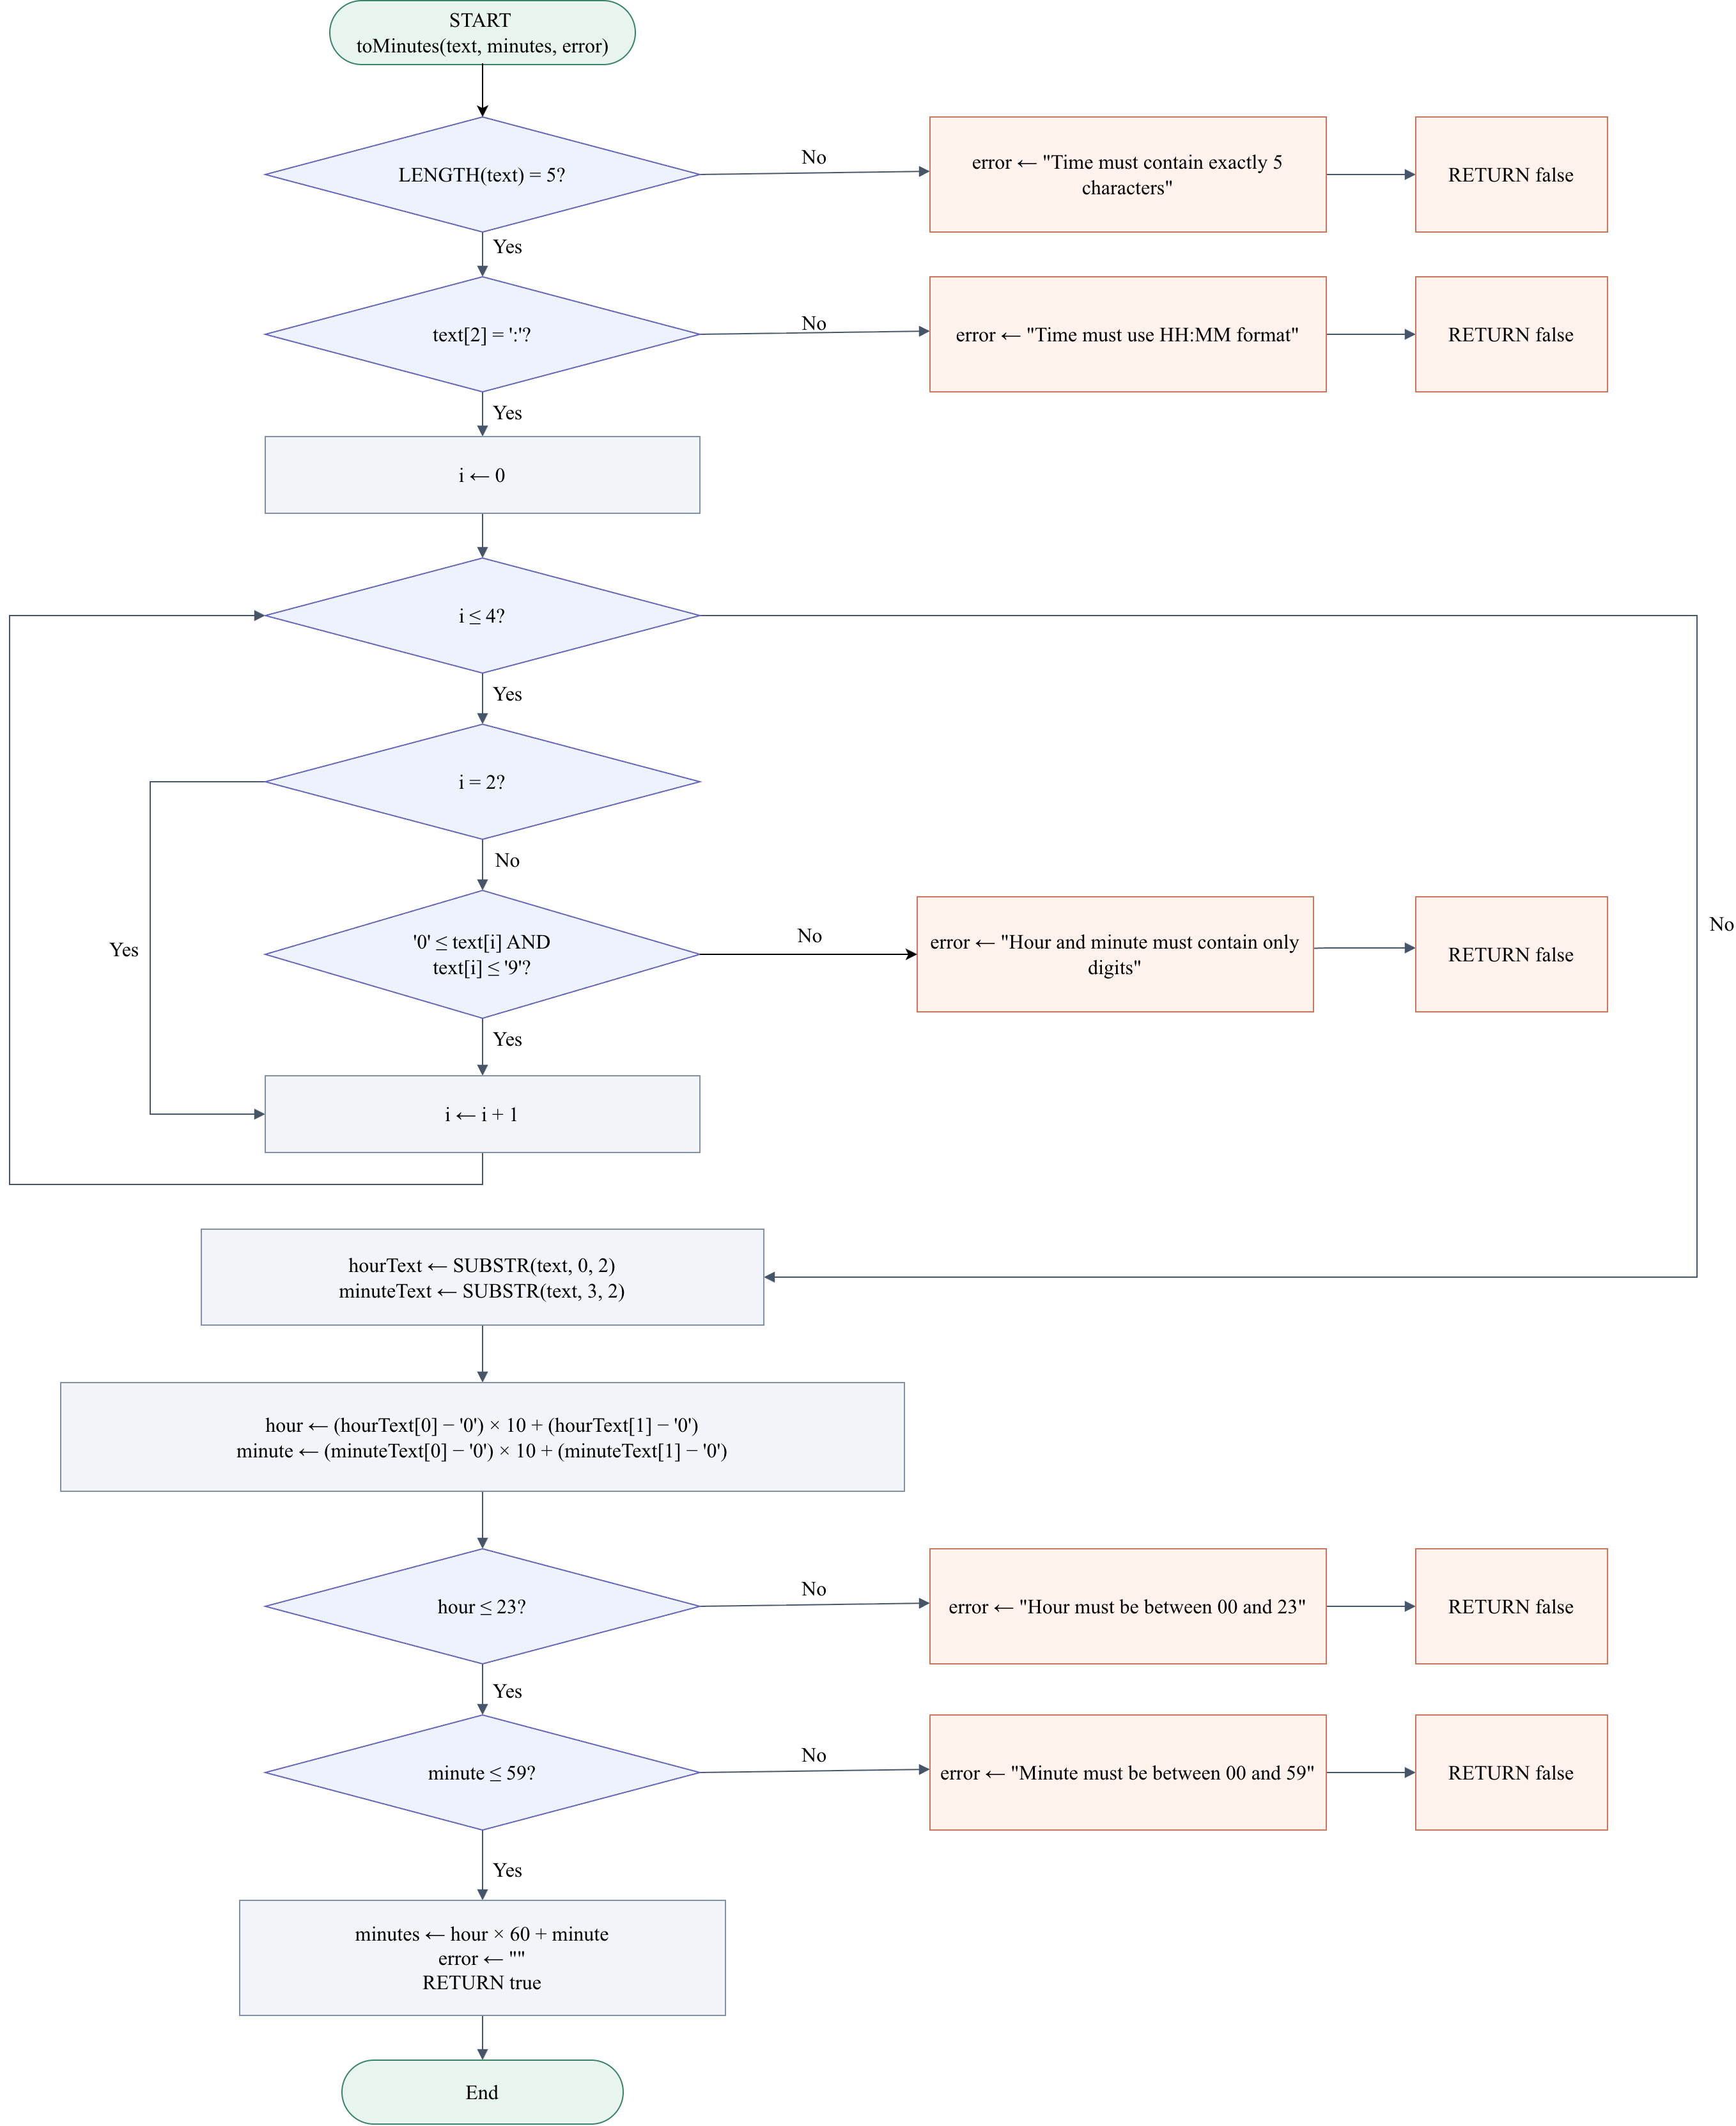 START
toMinutes(text, minutes, error)
LENGTH(text) = 5?
No
error ← "Time must contain exactly 5
characters"
RETURN false
Yes
text[2] = ':'?
No
error ← "Time must use HH:MM format"
RETURN false
Yes
i ← 0
i ≤ 4?
Yes
i = 2?
No
'0' ≤ text[i] AND
text[i] ≤ '9'?
No
error ← "Hour and minute must contain only
digits"
RETURN false
No
Yes
Yes
i ← i + 1
hourText ← SUBSTR(text, 0, 2)
minuteText ← SUBSTR(text, 3, 2)
hour ← (hourText[0] − '0') × 10 + (hourText[1] − '0')
minute ← (minuteText[0] − '0') × 10 + (minuteText[1] − '0')
hour ≤ 23?
No
error ← "Hour must be between 00 and 23"
RETURN false
Yes
minute ≤ 59?
No
error ← "Minute must be between 00 and 59"
RETURN false
Yes
minutes ← hour × 60 + minute
error ← ""
RETURN true
End